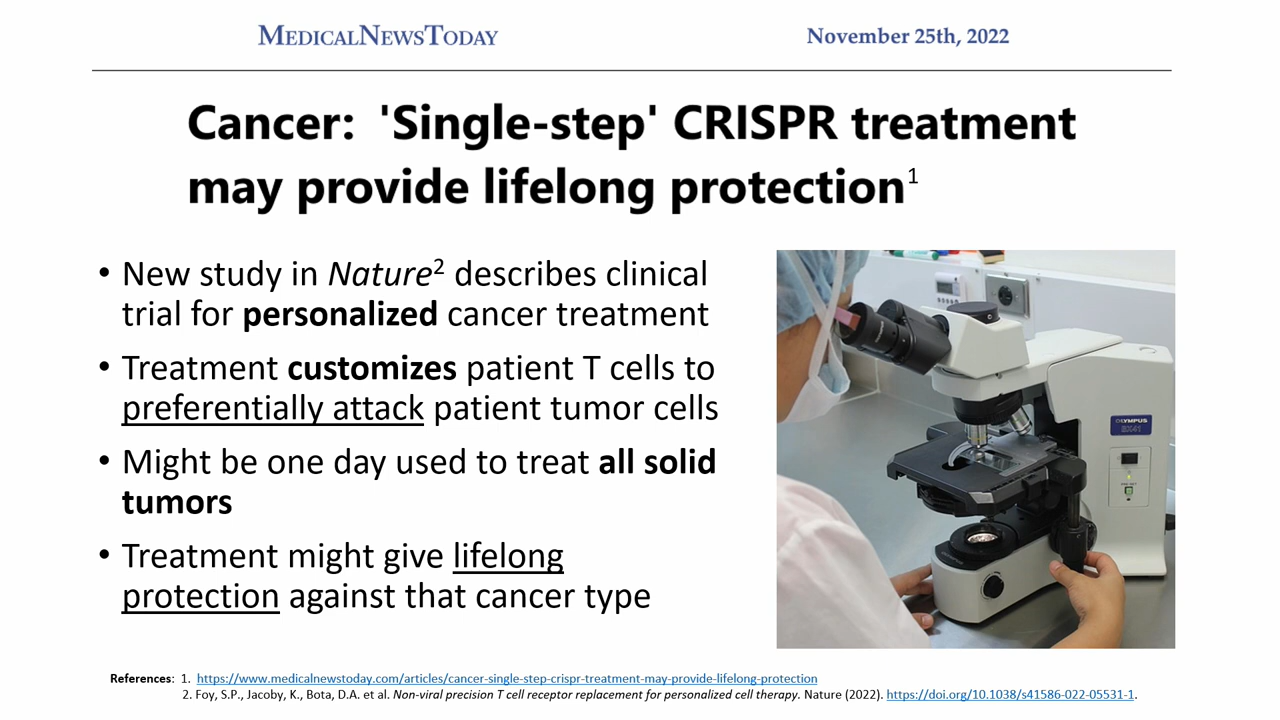 MEDICALNEWSTODAY
November 25th, 2022
Cancer: 'Single-step' CRISPR treatment
may provide lifelong protection1
• New study in Nature2 describes clinical
trial for personalized cancer treatment
• Treatment customizes patient T cells to
preferentially attack patient tumor cells
• Might be one day used to treat all solid
tumors
• Treatment might give lifelong
protection against that cancer type
OLYMPUS
BX41
References: 1. https://www.medicalnewstoday.com/articles/cancer-single-step-crispr-treatment-may-provide-lifelong-protection
2. Foy, S.P., Jacoby, K., Bota, D.A. et al. Non-viral precision T cell receptor replacement for personalized cell therapy. Nature (2022). https://doi.org/10.1038/s41586-022-05531-1.